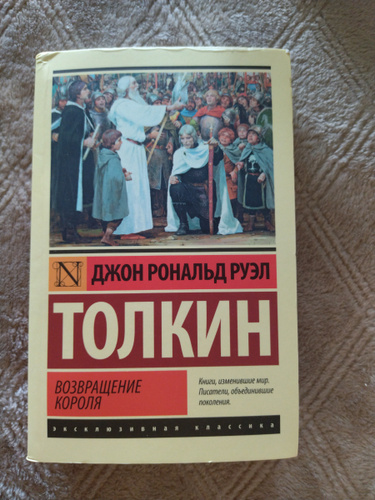 N
ДЖОН РОНАЛЬД РУЭЛ
ТОЛКИН
ВОЗВРАЩЕНИЕ
КОРОЛЯ
Книги, изменившие мир.
Писатели, объединившие
поколения.
эксклюзивная классика